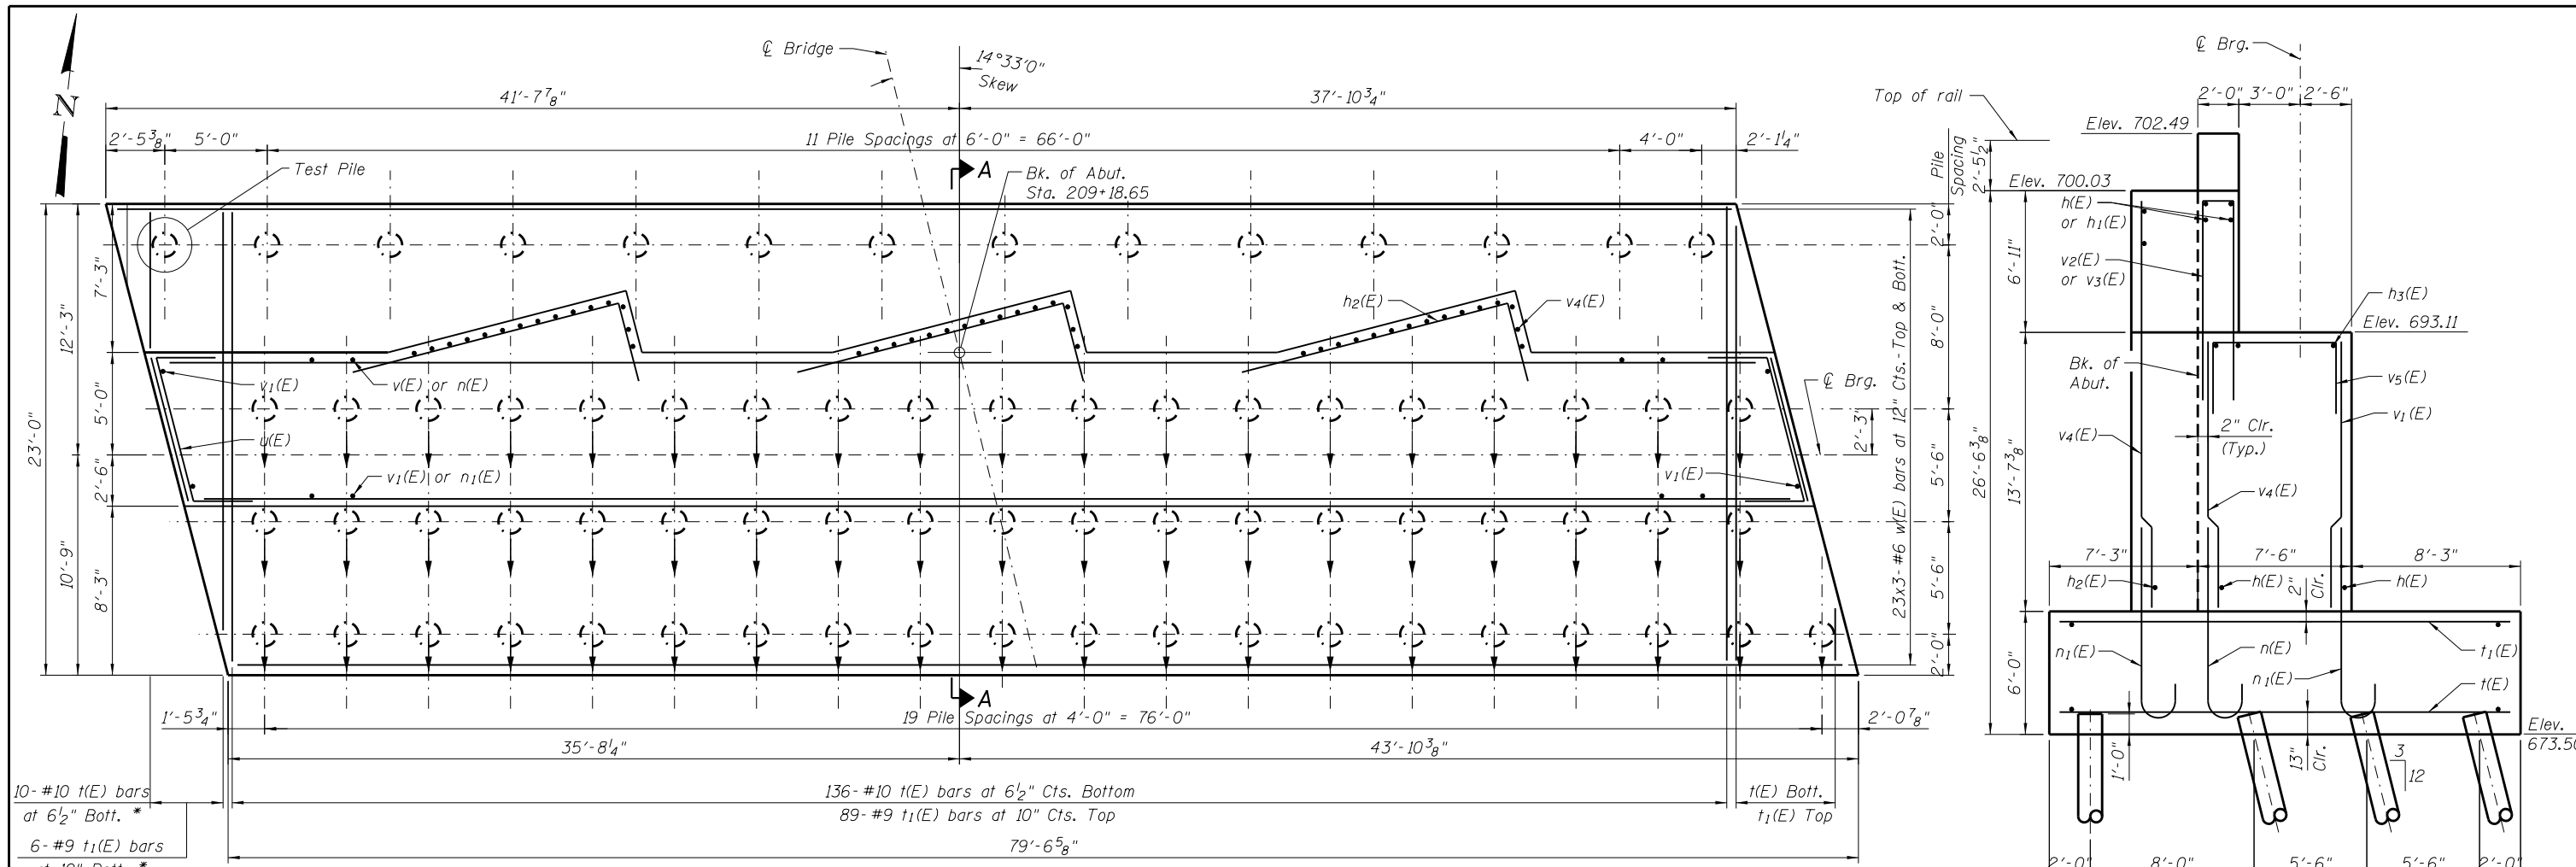 ℄ Bridge
14°33'0"
Skew
N
41'-7⅞"
37'-10¾"
2'-5⅜"
5'-0"
11 Pile Spacings at 6'-0" = 66'-0"
4'-0"
2'-1¼"
Test Pile
A
Bk. of Abut.
Sta. 209+18.65
Pile
Spacing
2'-0"
8'-0"
5'-6"
5'-6"
2'-0"
23'-0"
12'-3"
10'-9"
7'-3"
5'-0"
2'-6"
8'-3"
h2(E)
v4(E)
v1(E)
v(E) or n(E)
u(E)
v1(E) or n1(E)
v1(E)
℄ Brg.
2'-3"
23x3-#6 w(E) bars at 12" Cts.-Top & Bott.
A
1'-5¾"
19 Pile Spacings at 4'-0" = 76'-0"
2'-0⅞"
35'-8¼"
43'-10⅜"
10-#10 t(E) bars
at 6½" Bott. *
136-#10 t(E) bars at 6½" Cts. Bottom
89-#9 t1(E) bars at 10" Cts. Top
t(E) Bott.
t1(E) Top
6-#9 t1(E) bars
79'-6⅝"
℄ Brg.
Top of rail
2'-0"
3'-0"
2'-6"
Elev. 702.49
2'-5½"
Elev. 700.03
h(E)
or h1(E)
6'-11"
v2(E)
or v3(E)
h3(E)
Elev. 693.11
Bk. of
Abut.
v5(E)
v1(E)
v4(E)
2" Clr.
(Typ.)
26'-6⅜"
13'-7⅜"
v4(E)
7'-3"
7'-6"
8'-3"
h2(E)
h(E)
2"
Clr.
h(E)
6'-0"
n1(E)
n(E)
n1(E)
t1(E)
t(E)
Elev.
1'-0"
13"
Clr.
3
12
2'-0"
8'-0"
5'-6"
5'-6"
2'-0"